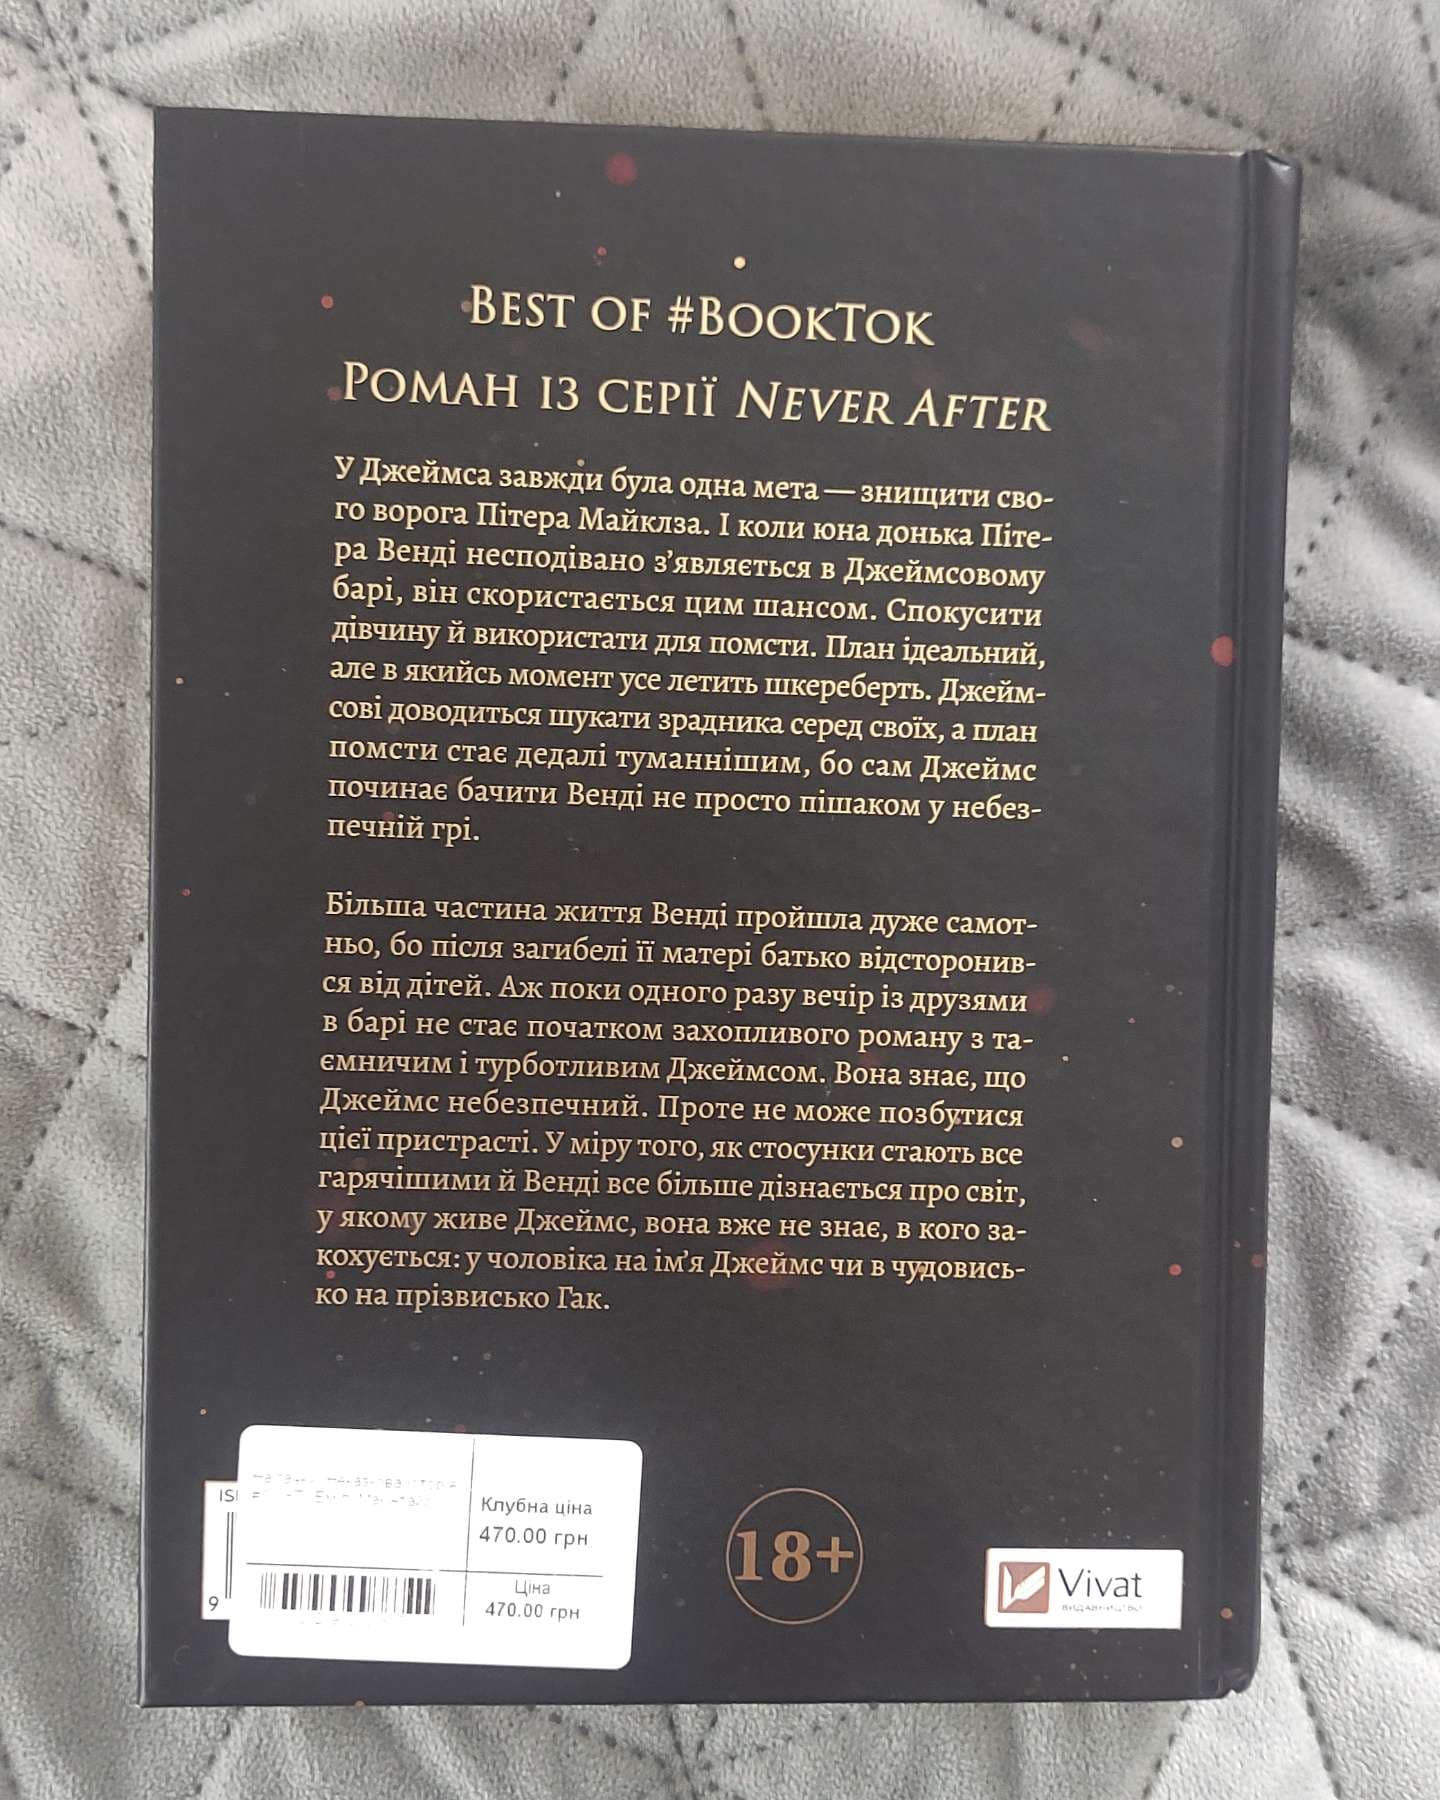 Best of #BookTok
Роман із серії Never After
У Джеймса завжди була одна мета — знищити сво-
го ворога Пітера Майклза. І коли юна донька Піте-
ра Венді несподівано з’являється в Джеймсовому
барі, він скористається цим шансом. Спокусити
дівчину й використати для помсти. План ідеальний,
але в якийсь момент усе летить шкереберть. Джейм-
сові доводиться шукати зрадника серед своїх, а план
помсти стає дедалі туманнішим, бо сам Джеймс
починає бачити Венді не просто пішаком у небез-
печній грі.
Більша частина життя Венді пройшла дуже самот-
ньо, бо після загибелі її матері батько відсторонив-
ся від дітей. Аж поки одного разу вечір із друзями
в барі не стає початком захопливого роману з та-
ємничим і турботливим Джеймсом. Вона знає, що
Джеймс небезпечний. Проте не може позбутися
цієї пристрасті. У міру того, як стосунки стають все
гарячішими й Венді все більше дізнається про світ,
у якому живе Джеймс, вона вже не знає, в кого за-
кохується: у чоловіка на ім’я Джеймс чи в чудовись-
ко на прізвисько Гак.
ISB
9
Клубна ціна
470.00 грн
Ціна
470.00 грн
18+
Vivat
видавництво